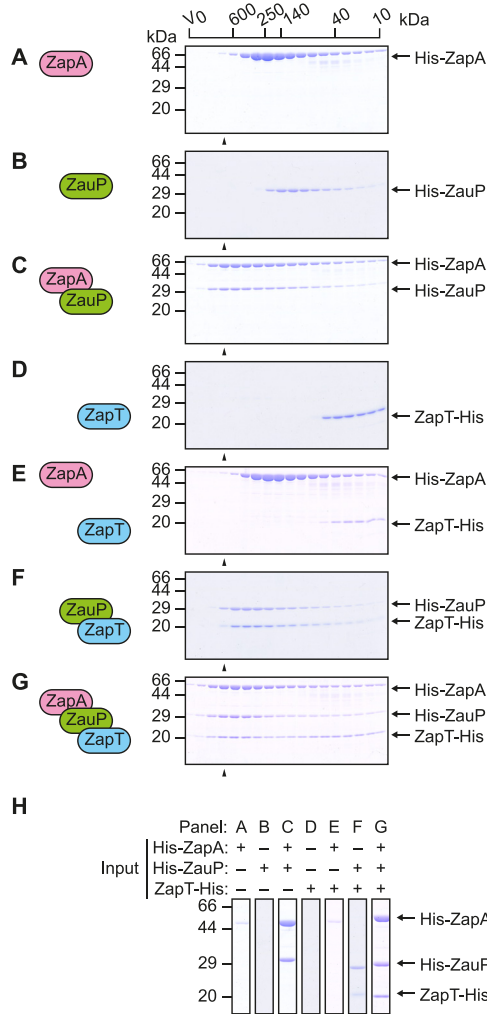 V0 600 250 140 40 10 kDa
kDa
A ZapA 66 44 29 20 His-ZapA
B ZauP 66 44 29 20 His-ZauP
C ZapA ZauP 66 44 29 20 His-ZapA His-ZauP
D ZapT 66 44 29 20 ZapT-His
E ZapA ZapT 66 44 29 20 His-ZapA ZapT-His
F ZauP ZapT 66 44 29 20 His-ZauP ZapT-His
G ZapA ZauP ZapT 66 44 29 20 His-ZapA His-ZauP ZapT-His
H
Panel: A B C D E F G
His-ZapA: + – + – + – +
Input His-ZauP: – + + – – + +
ZapT-His: – – – + + + +
66
44 His-ZapA
29 His-ZauP
20 ZapT-His